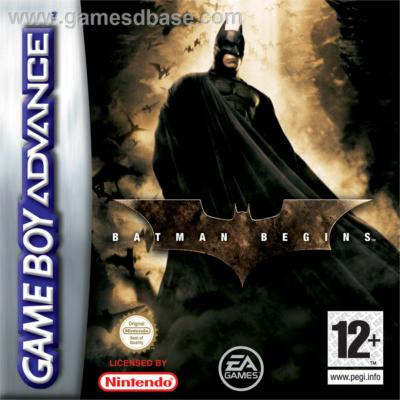 www.gamesdbase.com
GAME BOY ADVANCE
BATMAN BEGINS™
Original
Nintendo
Seal of
Quality
LICENSED BY
Nintendo
EA
GAMES
12+
www.pegi.info